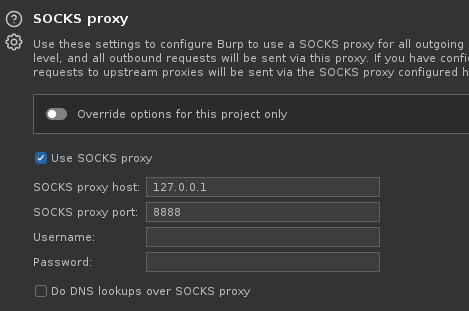 SOCKS proxy
Use these settings to configure Burp to use a SOCKS proxy for all outgoing
level, and all outbound requests will be sent via this proxy. If you have confi
requests to upstream proxies will be sent via the SOCKS proxy configured h
Override options for this project only
Use SOCKS proxy
SOCKS proxy host: 127.0.0.1
SOCKS proxy port: 8888
Username:
Password:
Do DNS lookups over SOCKS proxy